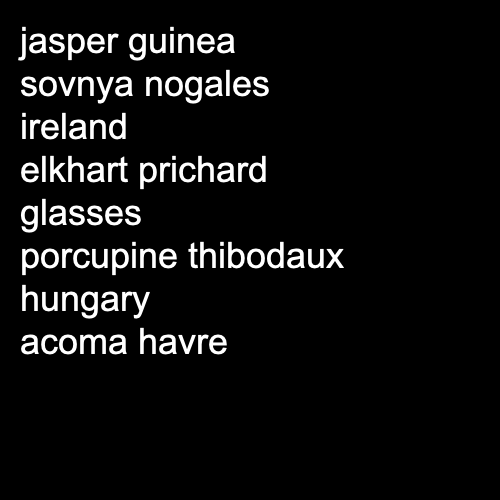 jasper guinea
sovnya nogales
ireland
elkhart prichard
glasses
porcupine thibodaux
hungary
acoma havre